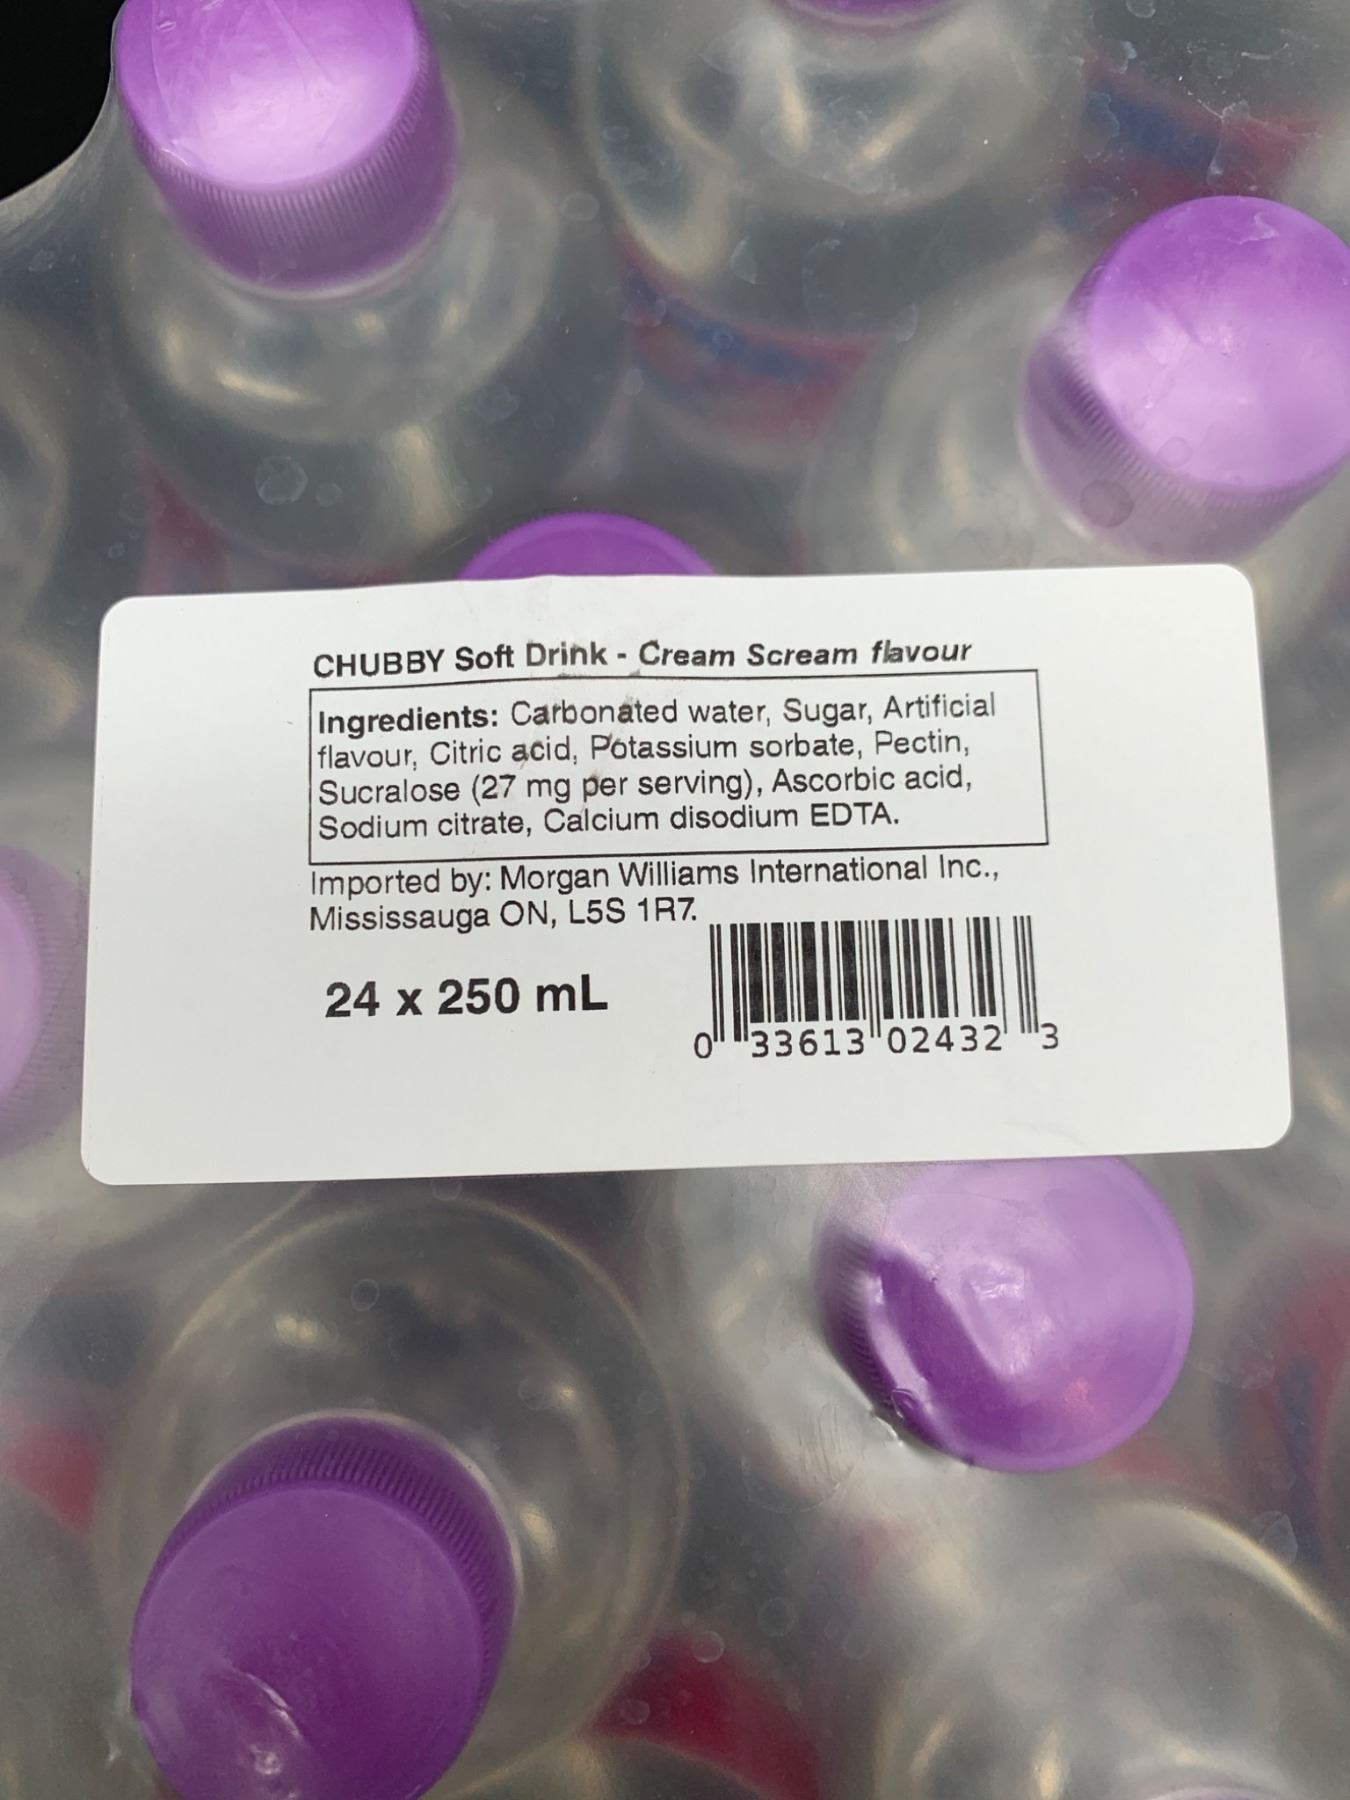 CHUBBY Soft Drink - Cream Scream flavour
Ingredients: Carbonated water, Sugar, Artificial
flavour, Citric acid, Potassium sorbate, Pectin,
Sucralose (27 mg per serving), Ascorbic acid,
Sodium citrate, Calcium disodium EDTA.
Imported by: Morgan Williams International Inc.,
Mississauga ON, L5S 1R7.
24 x 250 mL
0 33613 02432 3